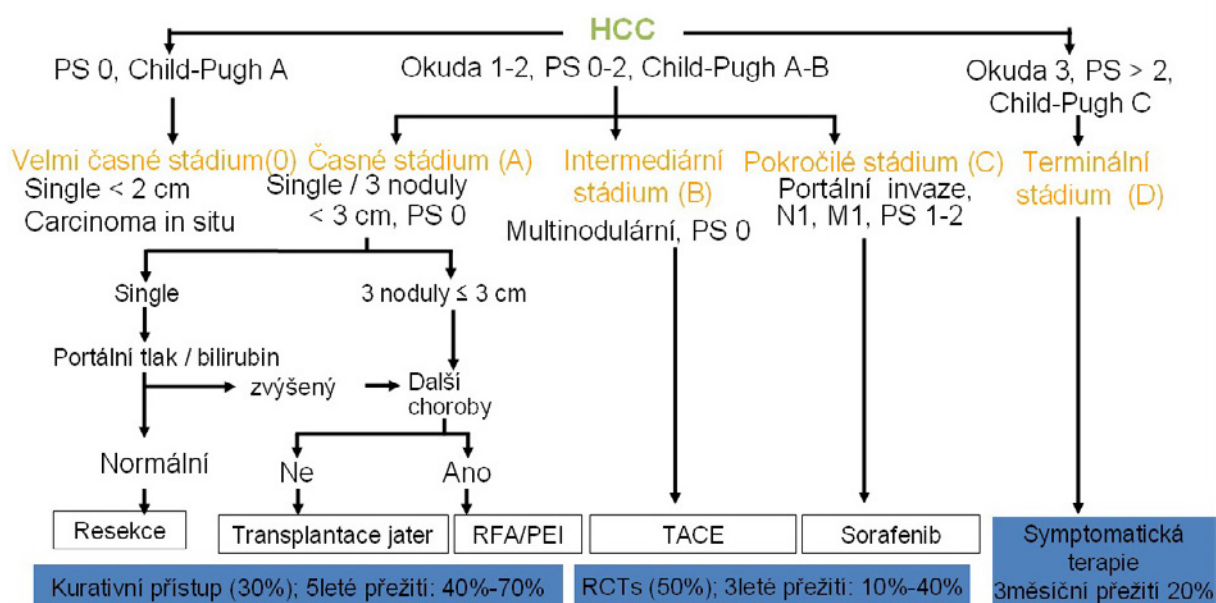 HCC
PS 0, Child-Pugh A
Okuda 1-2, PS 0-2, Child-Pugh A-B
Okuda 3, PS > 2,
Child-Pugh C
Velmi časné stádium(0)
Single < 2 cm
Carcinoma in situ
Časné stádium (A)
Single / 3 noduly
< 3 cm, PS 0
Intermediární
stádium (B)
Multinodulární, PS 0
Pokročilé stádium (C)
Portální invaze,
N1, M1, PS 1-2
Terminální
stádium (D)
Single
3 noduly ≤ 3 cm
Portální tlak / bilirubin
zvýšený
Další
choroby
Normální
Ne
Ano
Resekce
Transplantace jater
RFA/PEI
TACE
Sorafenib
Symptomatická
terapie
3měsíční přežití 20%
Kurativní přístup (30%); 5leté přežití: 40%-70%
RCTs (50%); 3leté přežití: 10%-40%